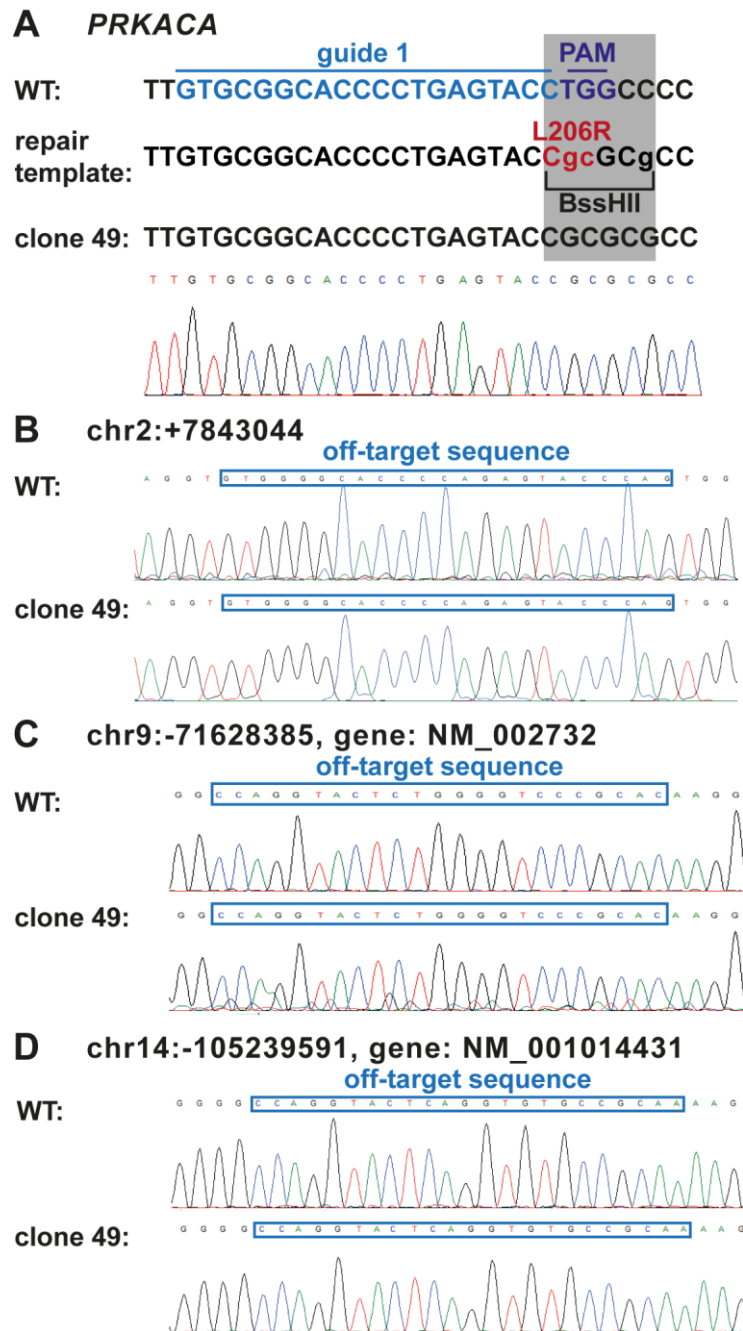 A PRKACA
guide 1 PAM
WT: TTGTGCGGCACCCCTGAGTACCTGGCCCC
L206R
repair template: TTGTGCGGCACCCCTGAGTACCgcGCgCC
BssHII
clone 49: TTGTGCGGCACCCCTGAGTACCGCGCGCC
T T G T G C G G C A C C C C T G A G T A C C G C G C G C C
B chr2:+7843044
off-target sequence
WT: A G G T G T G G G G C A C C C C A G A G T A C C C A G T G G
clone 49: A G G T G T G G G G C A C C C C A G A G T A C C C A G T G G
C chr9:-71628385, gene: NM_002732
off-target sequence
WT: G G C C A G G T A C T C T G G G G T C C C G C A C A A G G
clone 49: G G C C A G G T A C T C T G G G G T C C C G C A C A A G G
D chr14:-105239591, gene: NM_001014431
off-target sequence
WT: G G G G C C A G G T A C T C A G G T G T G C C G C A A A A G
clone 49: G G G G C C A G G T A C T C A G G T G T G C C G C A A A A G